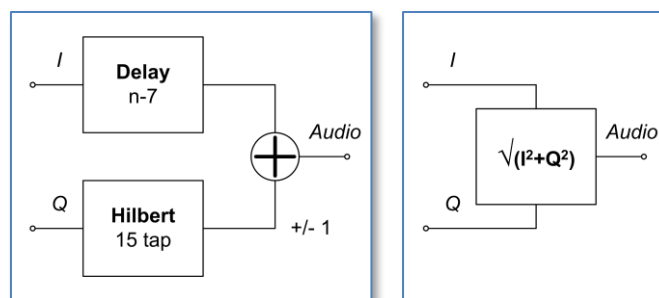 I
Delay
n-7
Audio
Q
Hilbert
15 tap
+/- 1
I
√(I²+Q²)
Audio
Q